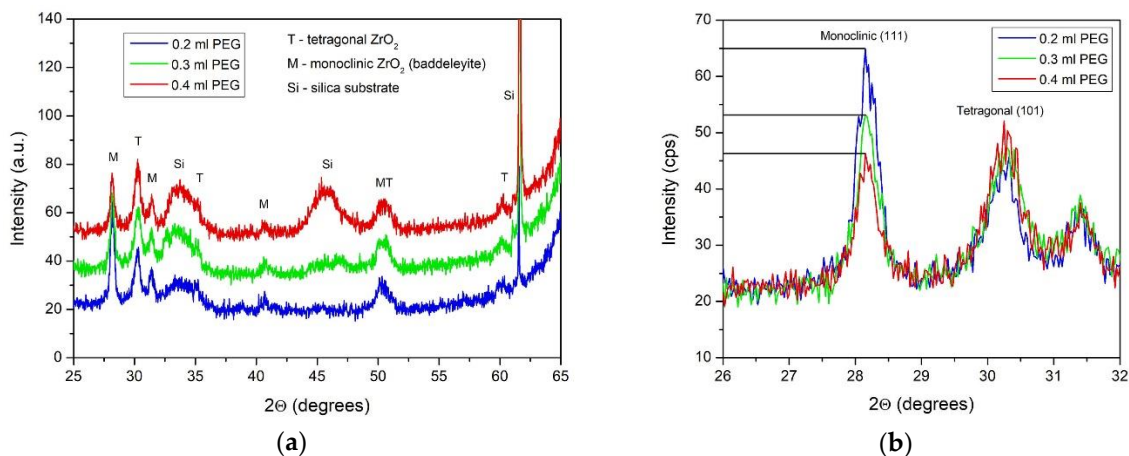 140
120
100
80
60
40
20
0
Intensity (a.u.)
0.2 ml PEG
0.3 ml PEG
0.4 ml PEG
T - tetragonal ZrO₂
M - monoclinic ZrO₂ (baddeleyite)
Si - silica substrate
M
T
M
Si
T
M
Si
MT
T
Si
25 30 35 40 45 50 55 60 65
2Θ (degrees)
(a)
70
60
50
40
30
20
10
Intensity (cps)
Monoclinic (111)
Tetragonal (101)
0.2 ml PEG
0.3 ml PEG
0.4 ml PEG
26 27 28 29 30 31 32
2Θ (degrees)
(b)